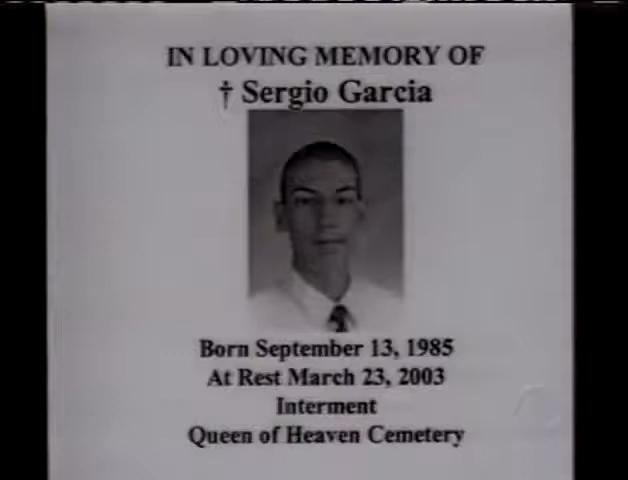 IN LOVING MEMORY OF
† Sergio Garcia
Born September 13, 1985
At Rest March 23, 2003
Interment
Queen of Heaven Cemetery